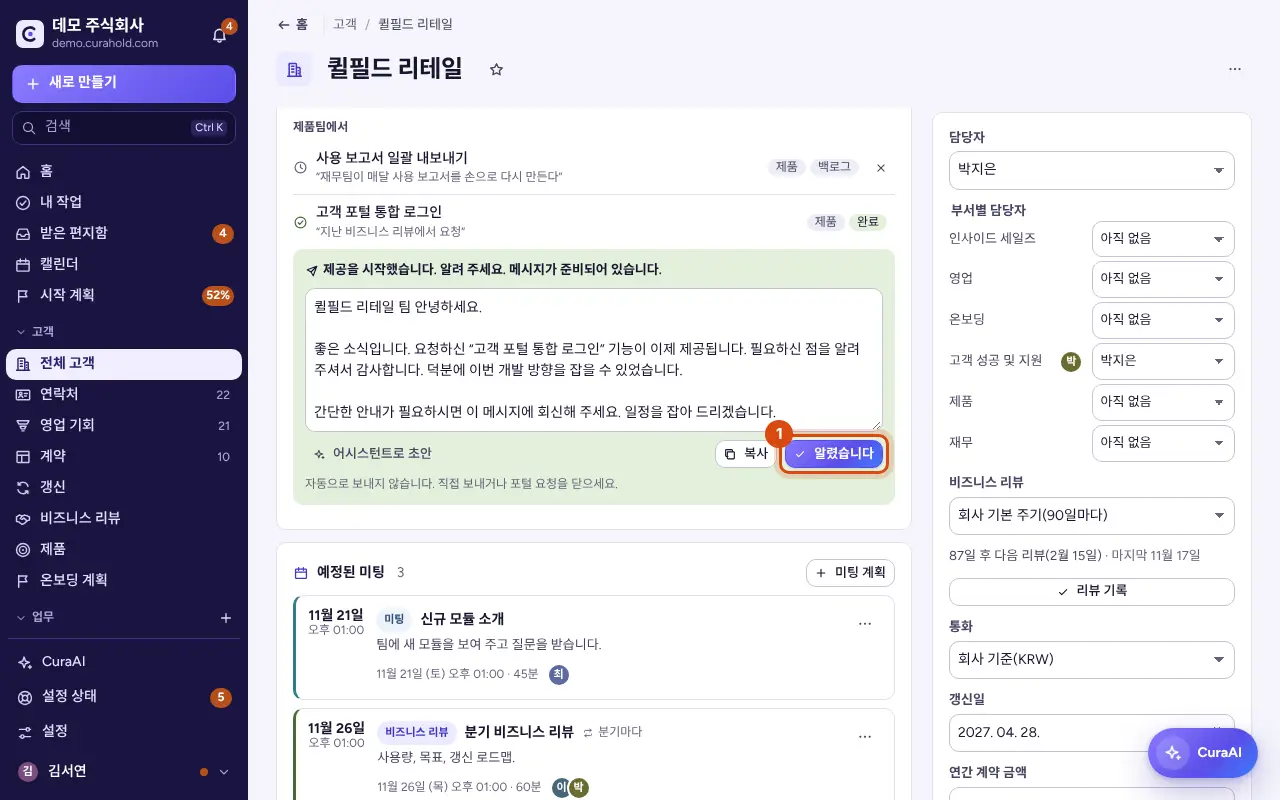 데모 주식회사
demo.curahold.com
4
새로 만들기
검색
Ctrl K
홈
내 작업
받은 편지함
4
캘린더
시작 계획
52%
고객
전체 고객
연락처
22
영업 기회
21
계약
10
갱신
비즈니스 리뷰
제품
온보딩 계획
업무
CuraAI
설정 상태
5
설정
김
김서연
홈
고객 / 퀼필드 리테일
퀼필드 리테일
제품팀에서
사용 보고서 일괄 내보내기
“재무팀이 매달 사용 보고서를 손으로 다시 만든다”
제품
백로그
고객 포털 통합 로그인
“지난 비즈니스 리뷰에서 요청”
제품
완료
제공을 시작했습니다. 알려 주세요. 메시지가 준비되어 있습니다.
퀼필드 리테일 팀 안녕하세요.
좋은 소식입니다. 요청하신 “고객 포털 통합 로그인” 기능이 이제 제공됩니다. 필요하신 점을 알려
주셔서 감사합니다. 덕분에 이번 개발 방향을 잡을 수 있었습니다.
간단한 안내가 필요하시면 이 메시지에 회신해 주세요. 일정을 잡아 드리겠습니다.
어시스턴트로 초안
복사
1
알렸습니다
자동으로 보내지 않습니다. 직접 보내거나 포털 요청을 닫으세요.
예정된 미팅 3
미팅 계획
11월 21일
오후 01:00
미팅
신규 모듈 소개
팀에 새 모듈을 보여 주고 질문을 받습니다.
11월 21일 (토) 오후 01:00 · 45분
최
11월 26일
오후 01:00
비즈니스 리뷰
분기 비즈니스 리뷰
분기마다
사용량, 목표, 갱신 로드맵.
11월 26일 (목) 오후 01:00 · 60분
이
박
담당자
박지은
부서별 담당자
인사이드 세일즈
아직 없음
영업
아직 없음
온보딩
아직 없음
고객 성공 및 지원
박
박지은
제품
아직 없음
재무
아직 없음
비즈니스 리뷰
회사 기본 주기(90일마다)
87일 후 다음 리뷰(2월 15일) · 마지막 11월 17일
리뷰 기록
통화
회사 기준(KRW)
갱신일
2027. 04. 28.
연간 계약 금액
CuraAI